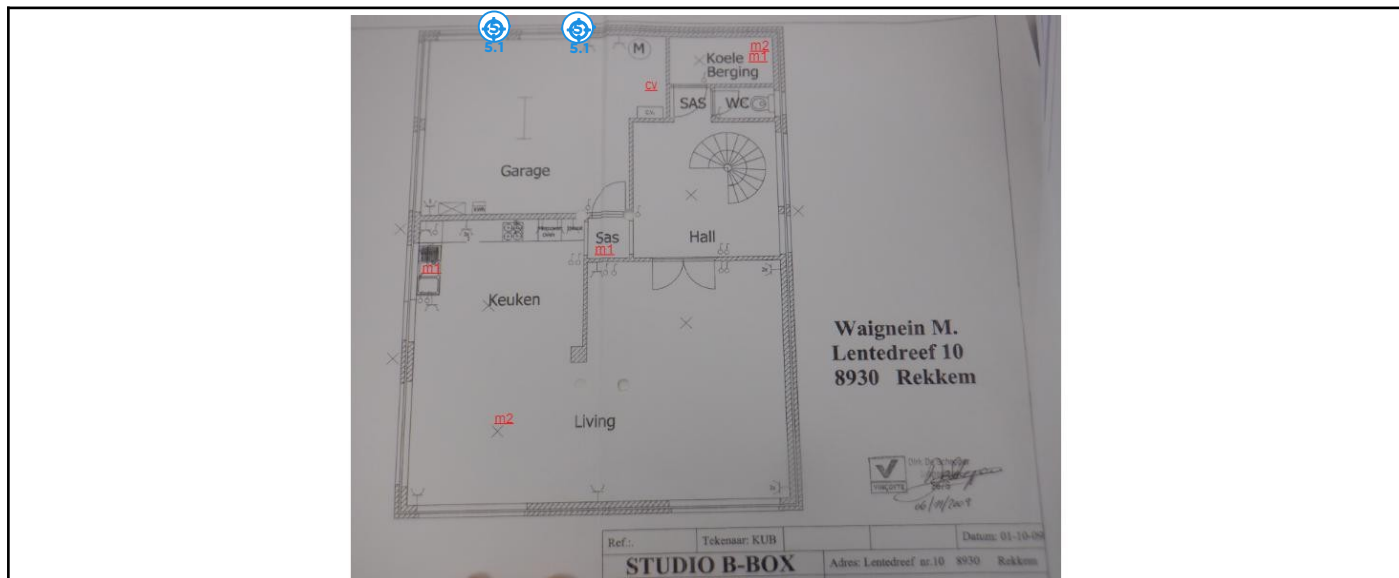 5.1
5.1
M
m2
Koele m1
Berging
cv
SAS
WC
c.v.
Garage
Sas
m1
Hall
m1
Keuken
Waignein M.
Lentedreef 10
8930 Rekkem
m2
Living
VINÇOTTE
06/11/2009
Ref.:.
Tekenaar: KUB
Datum: 01-10-09
STUDIO B-BOX
Adres: Lentedreef nr.10 8930 Rekkem